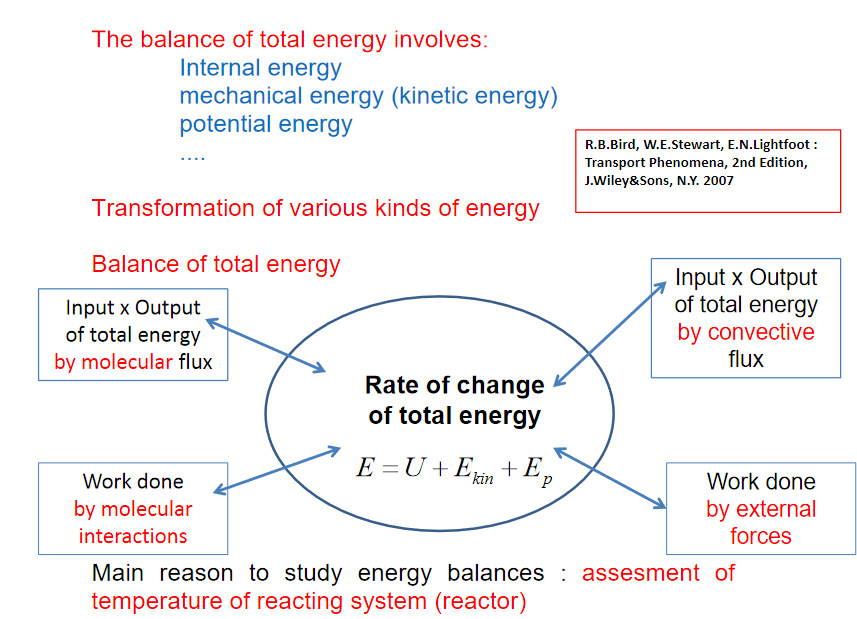 The balance of total energy involves:
Internal energy
mechanical energy (kinetic energy)
potential energy
....
R.B.Bird, W.E.Stewart, E.N.Lightfoot :
Transport Phenomena, 2nd Edition,
J.Wiley&Sons, N.Y. 2007
Transformation of various kinds of energy
Balance of total energy
Input x Output
of total energy
by molecular flux
Input x Output
of total energy
by convective
flux
Rate of change
of total energy
E = U + E_kin + E_p
Work done
by molecular
interactions
Work done
by external
forces
Main reason to study energy balances : assesment of
temperature of reacting system (reactor)